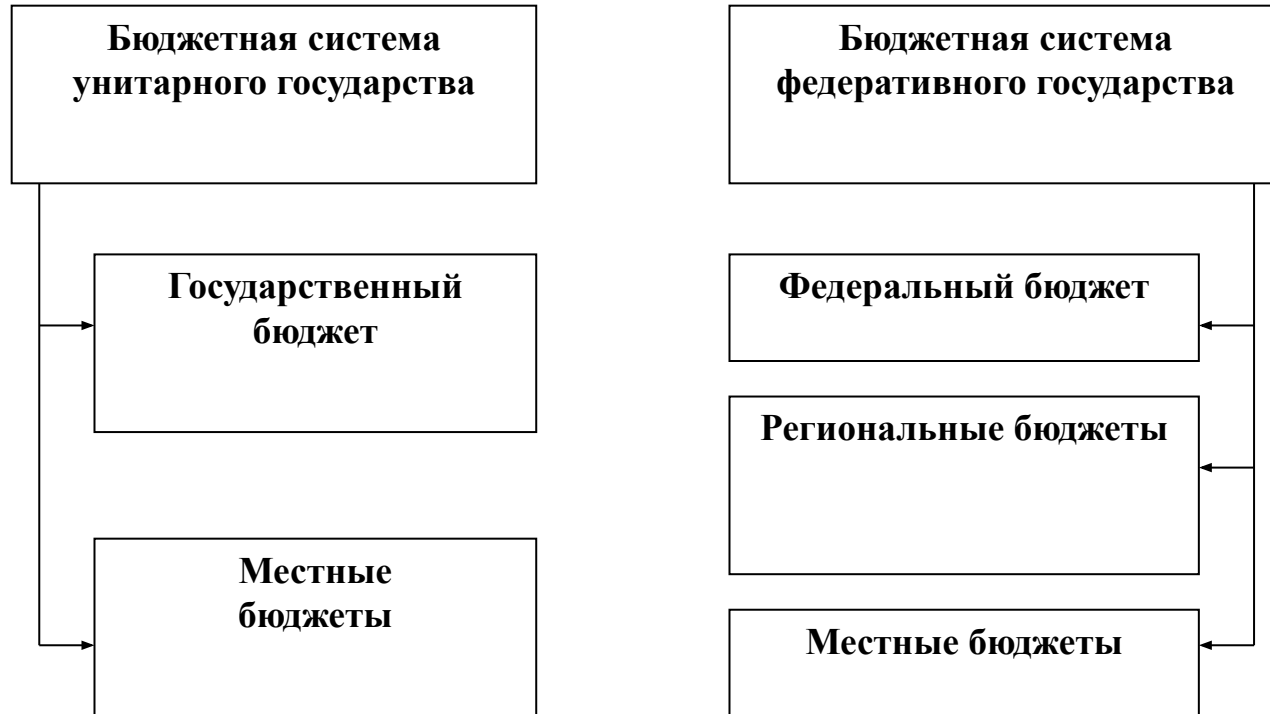 Бюджетная система
унитарного государства
Государственный
бюджет
Местные
бюджеты
Бюджетная система
федеративного государства
Федеральный бюджет
Региональные бюджеты
Местные бюджеты